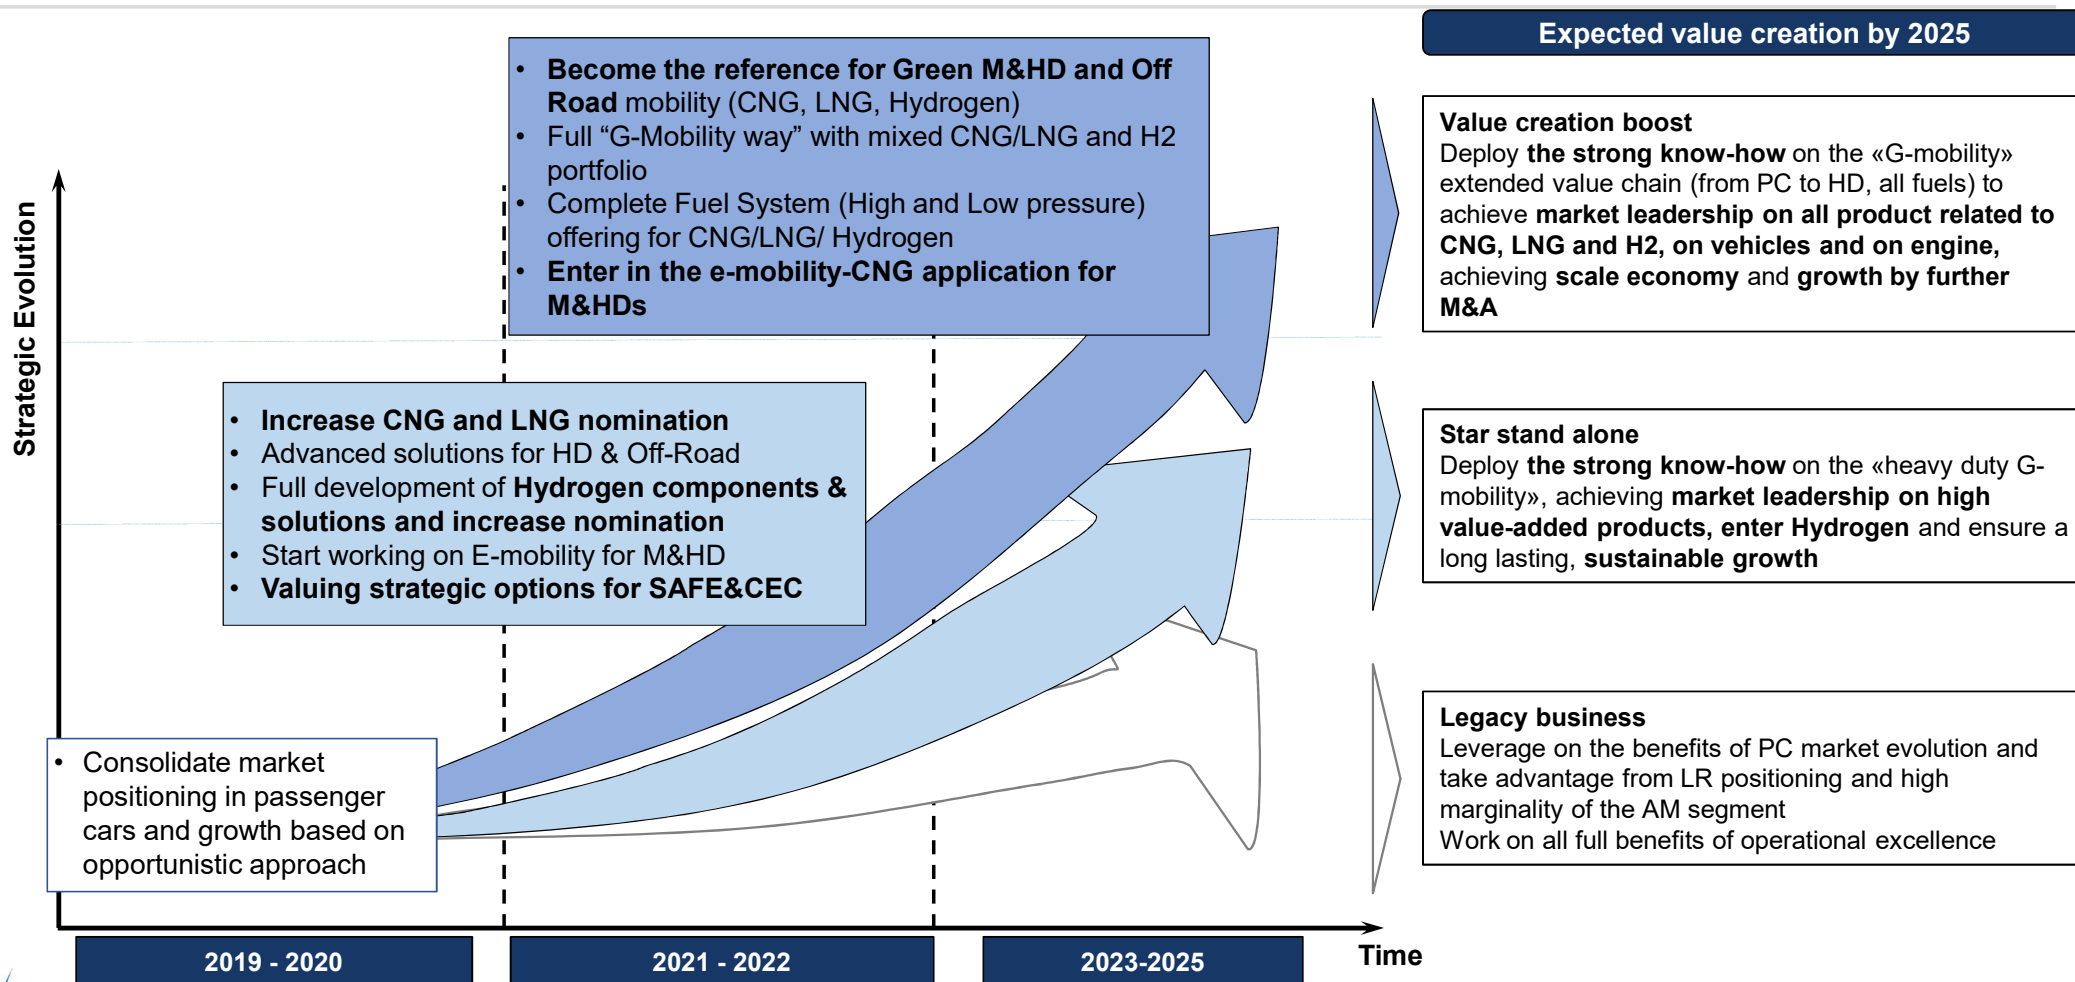 Expected value creation by 2025
Strategic Evolution
• Become the reference for Green M&HD and Off
Road mobility (CNG, LNG, Hydrogen)
• Full “G-Mobility way” with mixed CNG/LNG and H2
portfolio
• Complete Fuel System (High and Low pressure)
offering for CNG/LNG/ Hydrogen
• Enter in the e-mobility-CNG application for
M&HDs
Value creation boost
Deploy the strong know-how on the «G-mobility»
extended value chain (from PC to HD, all fuels) to
achieve market leadership on all product related to
CNG, LNG and H2, on vehicles and on engine,
achieving scale economy and growth by further
M&A
• Increase CNG and LNG nomination
• Advanced solutions for HD & Off-Road
• Full development of Hydrogen components &
solutions and increase nomination
• Start working on E-mobility for M&HD
• Valuing strategic options for SAFE&CEC
Star stand alone
Deploy the strong know-how on the «heavy duty G-
mobility», achieving market leadership on high
value-added products, enter Hydrogen and ensure a
long lasting, sustainable growth
• Consolidate market
positioning in passenger
cars and growth based on
opportunistic approach
Legacy business
Leverage on the benefits of PC market evolution and
take advantage from LR positioning and high
marginality of the AM segment
Work on all full benefits of operational excellence
2019 - 2020
2021 - 2022
2023-2025
Time